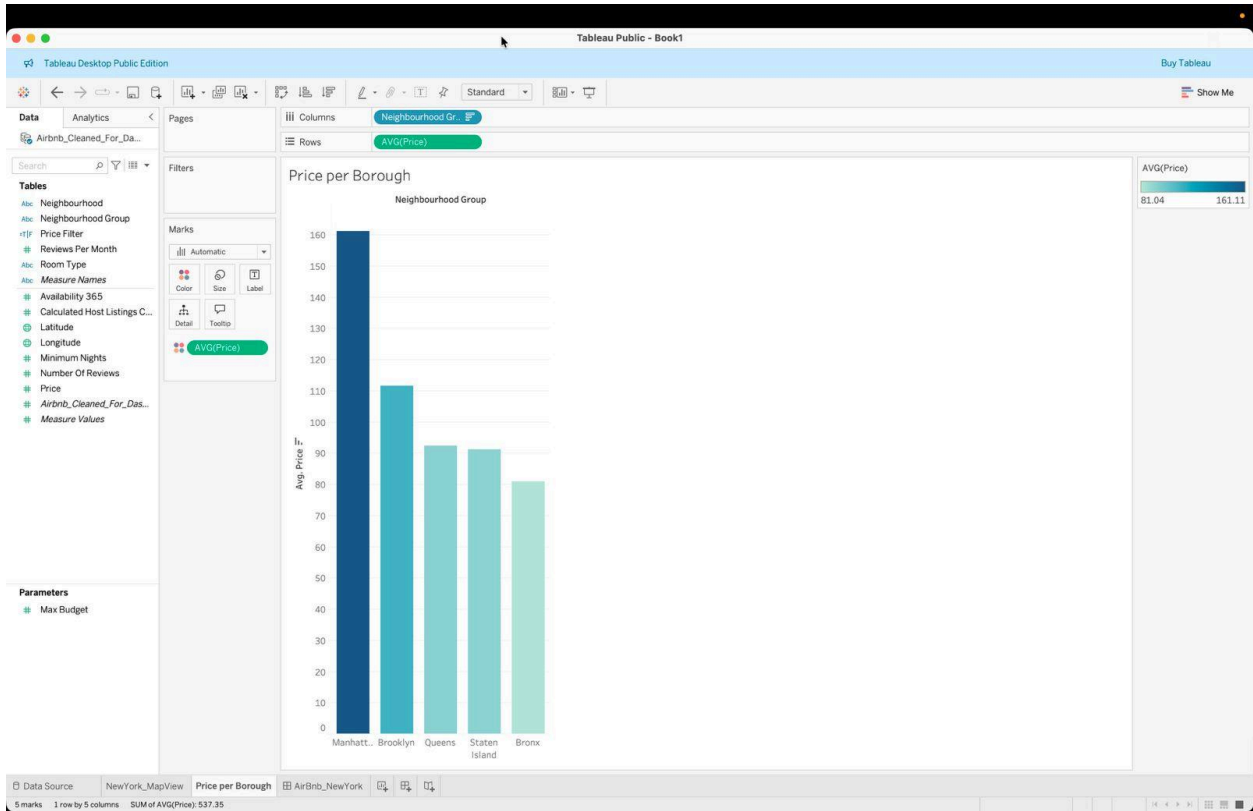 Tableau Public - Book1
Tableau Desktop Public Edition
Buy Tableau
Standard
Show Me
Data
Analytics
Airbnb_Cleaned_For_Da...
Search
Tables
Abc Neighbourhood
Abc Neighbourhood Group
=T|F Price Filter
# Reviews Per Month
Abc Room Type
Abc Measure Names
# Availability 365
# Calculated Host Listings C...
Latitude
Longitude
# Minimum Nights
# Number Of Reviews
# Price
# Airbnb_Cleaned_For_Das...
# Measure Values
Parameters
# Max Budget
Pages
Filters
Marks
Automatic
Color
Size
Label
Detail
Tooltip
AVG(Price)
iii Columns
Neighbourhood Gr..
Rows
AVG(Price)
Price per Borough
Neighbourhood Group
160
150
140
130
120
110
100
90
80
70
60
50
40
30
20
10
0
Avg. Price
Manhatt..
Brooklyn
Queens
Staten
Island
Bronx
AVG(Price)
81.04
161.11
Data Source
NewYork_MapView
Price per Borough
AirBnb_NewYork
5 marks
1 row by 5 columns
SUM of AVG(Price): 537.35